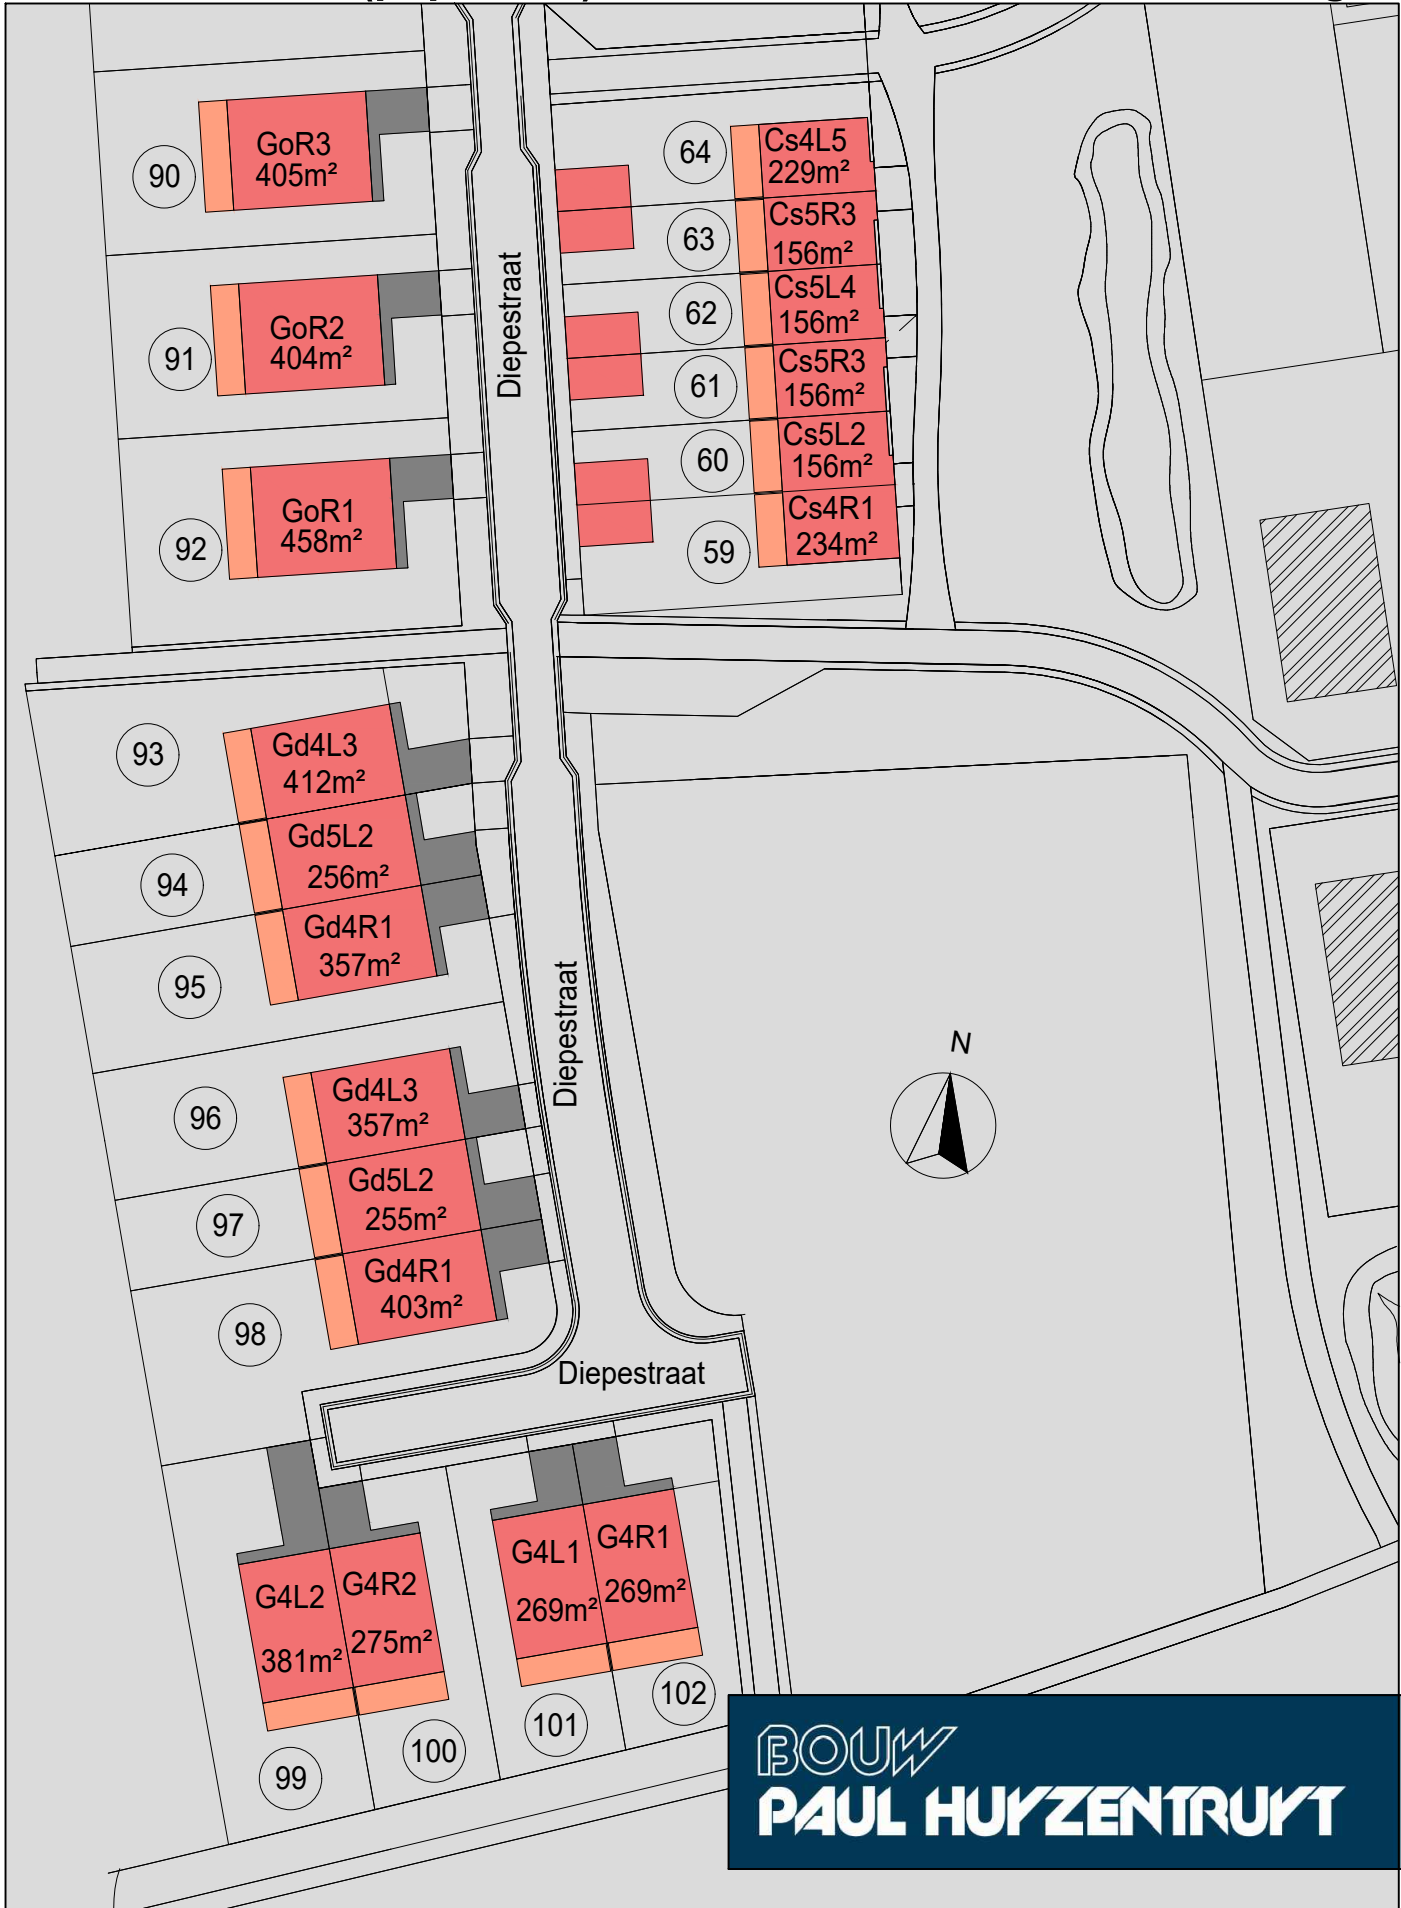 90
GoR3
405m²
91
GoR2
404m²
92
GoR1
458m²
Diepestraat
64
Cs4L5
229m²
63
Cs5R3
156m²
62
Cs5L4
156m²
61
Cs5R3
156m²
60
Cs5L2
156m²
59
Cs4R1
234m²
93
Gd4L3
412m²
94
Gd5L2
256m²
95
Gd4R1
357m²
Diepestraat
N
96
Gd4L3
357m²
97
Gd5L2
255m²
98
Gd4R1
403m²
Diepestraat
G4L2
381m²
G4R2
275m²
G4L1
269m²
G4R1
269m²
99
100
101
102
BOUW
PAUL HUYZENTRUYT